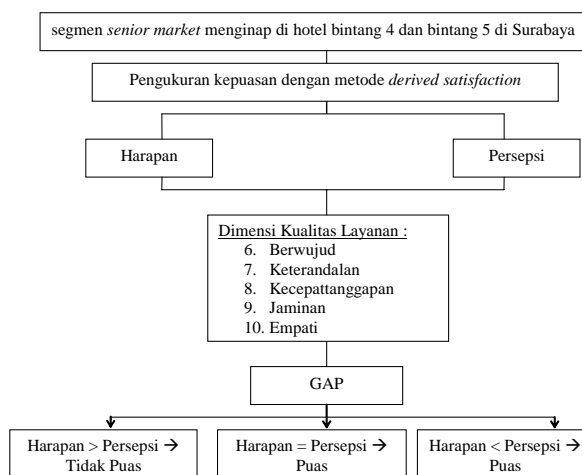 segmen senior market menginap di hotel bintang 4 dan bintang 5 di Surabaya
Pengukuran kepuasan dengan metode derived satisfaction
Harapan
Persepsi
Dimensi Kualitas Layanan :
6. Berwujud
7. Keterandalan
8. Kecepattanggapan
9. Jaminan
10. Empati
GAP
Harapan > Persepsi →
Tidak Puas
Harapan = Persepsi →
Puas
Harapan < Persepsi →
Puas